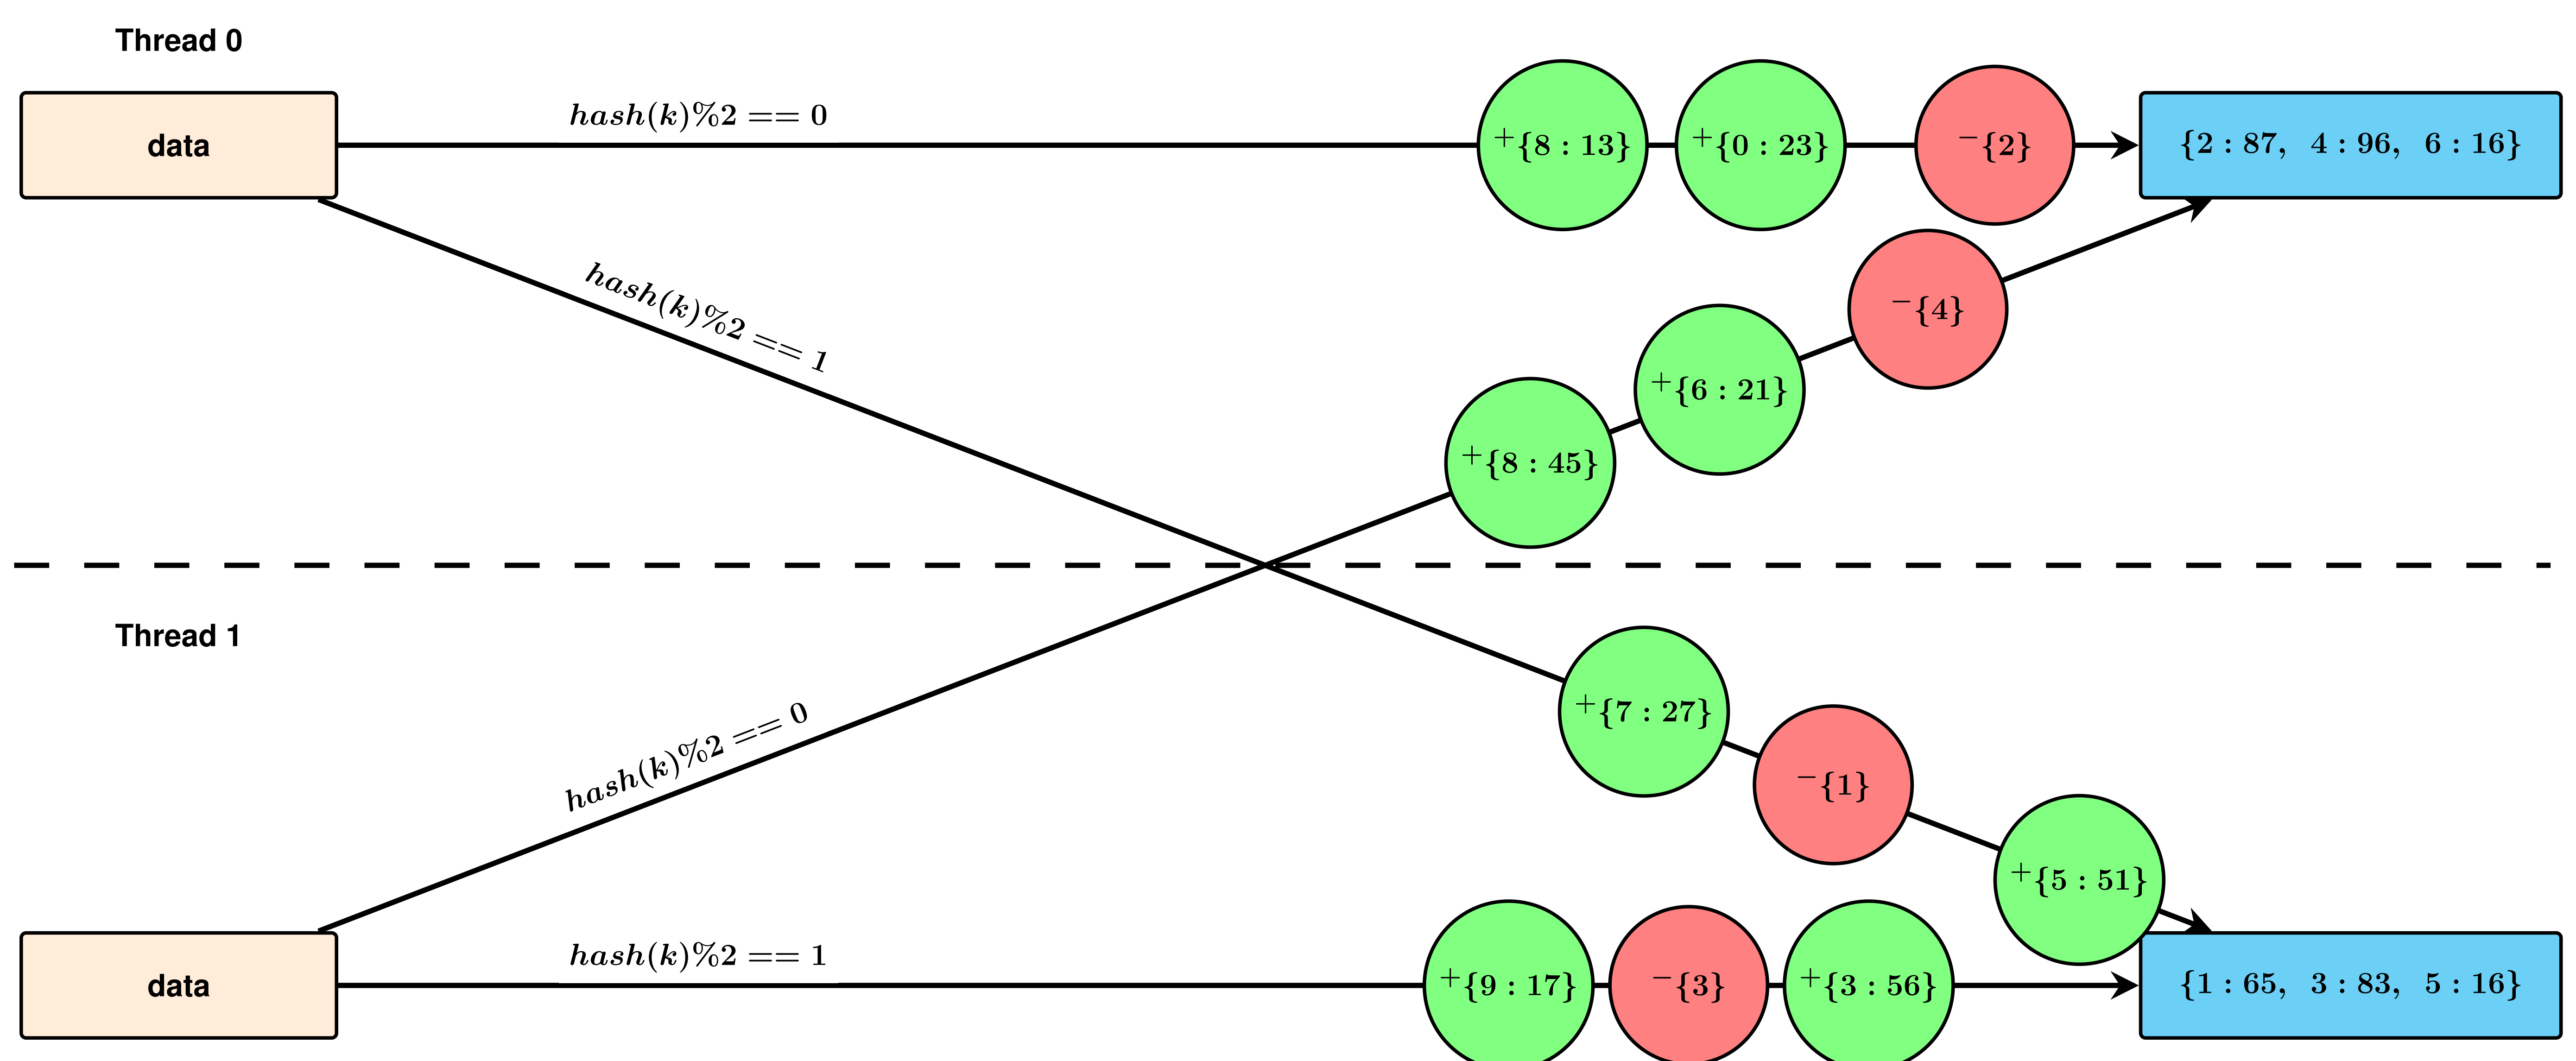 Thread 0
data
hash(k)%2 == 0
+{8 : 13}
+{0 : 23}
−{2}
{2 : 87, 4 : 96, 6 : 16}
hash(k)%2 == 1
−{4}
+{6 : 21}
+{8 : 45}
Thread 1
hash(k)%2 == 0
+{7 : 27}
−{1}
+{5 : 51}
data
hash(k)%2 == 1
+{9 : 17}
−{3}
+{3 : 56}
{1 : 65, 3 : 83, 5 : 16}